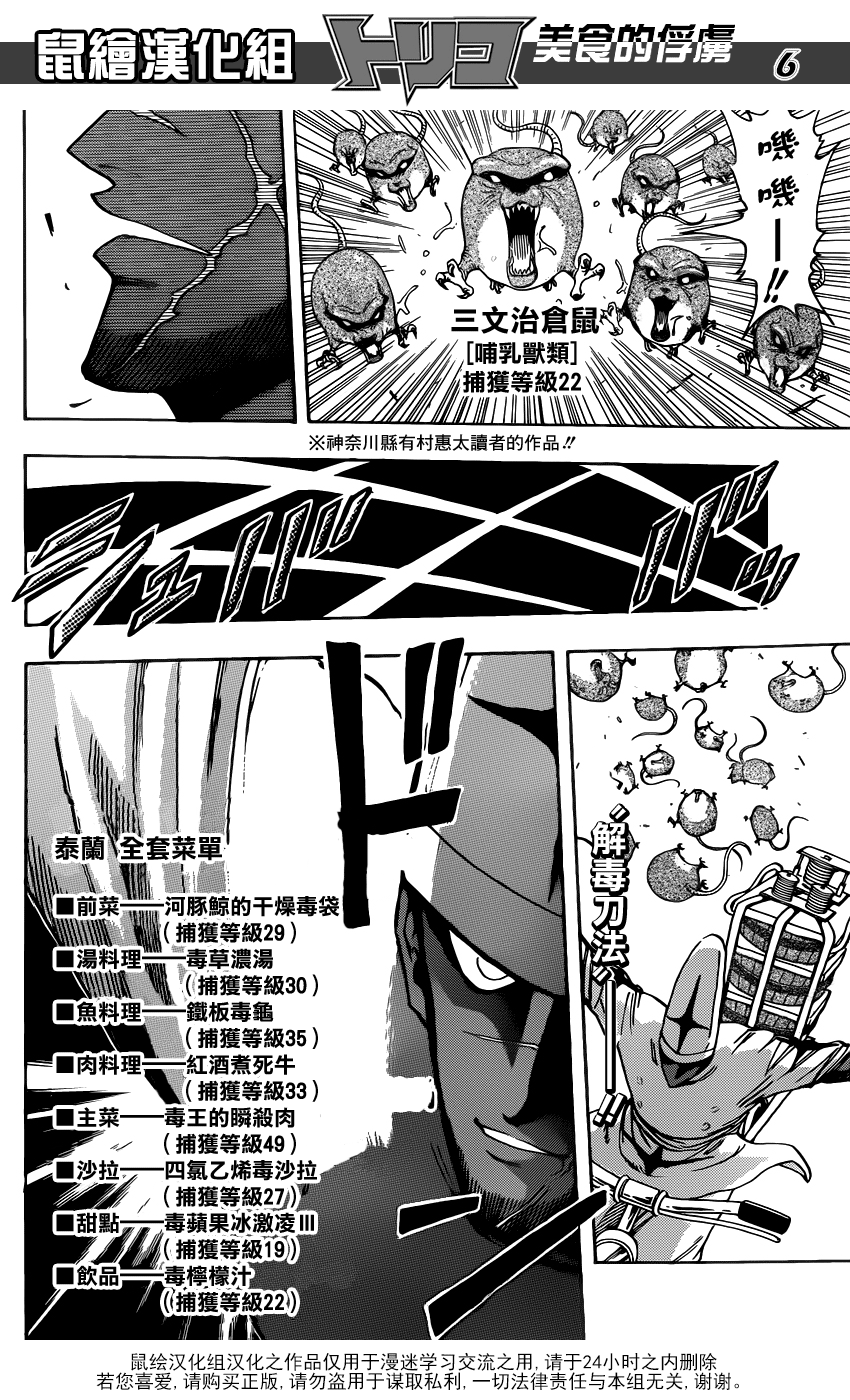 鼠繪漢化組
トリコ
美食的俘虜
6
嘰嘰—!!
三文治倉鼠
[哺乳獸類]
捕獲等級22
※神奈川縣有村惠太讀者的作品!!
シュバババ
ババ
〝解毒刀法〞——!!
ドドド
泰蘭 全套菜單
■前菜——河豚鯨的干燥毒袋
(捕獲等級29)
■湯料理——毒草濃湯
(捕獲等級30)
■魚料理——鐵板毒龜
(捕獲等級35)
■肉料理——紅酒煮死牛
(捕獲等級33)
■主菜——毒王的瞬殺肉
(捕獲等級49)
■沙拉——四氯乙烯毒沙拉
(捕獲等級27)
■甜點——毒蘋果冰激凌Ⅲ
(捕獲等級19)
■飲品——毒檸檬汁
(捕獲等級22)
鼠绘汉化组汉化之作品仅用于漫迷学习交流之用,请于24小时之内删除
若您喜爱,请购买正版,请勿盗用于谋取私利,一切法律责任与本组无关,谢谢。